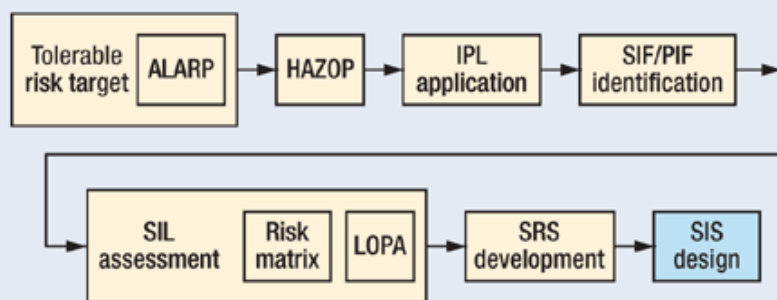 Tolerable
risk target
ALARP
HAZOP
IPL
application
SIF/PIF
identification
SIL
assessment
Risk
matrix
LOPA
SRS
development
SIS
design